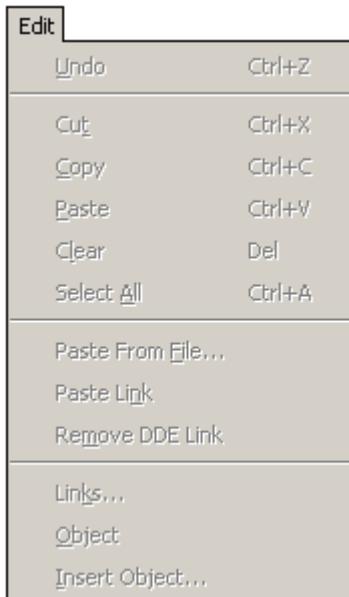 Edit
Undo Ctrl+Z
Cut Ctrl+X
Copy Ctrl+C
Paste Ctrl+V
Clear Del
Select All Ctrl+A
Paste From File...
Paste Link
Remove DDE Link
Links...
Object
Insert Object...